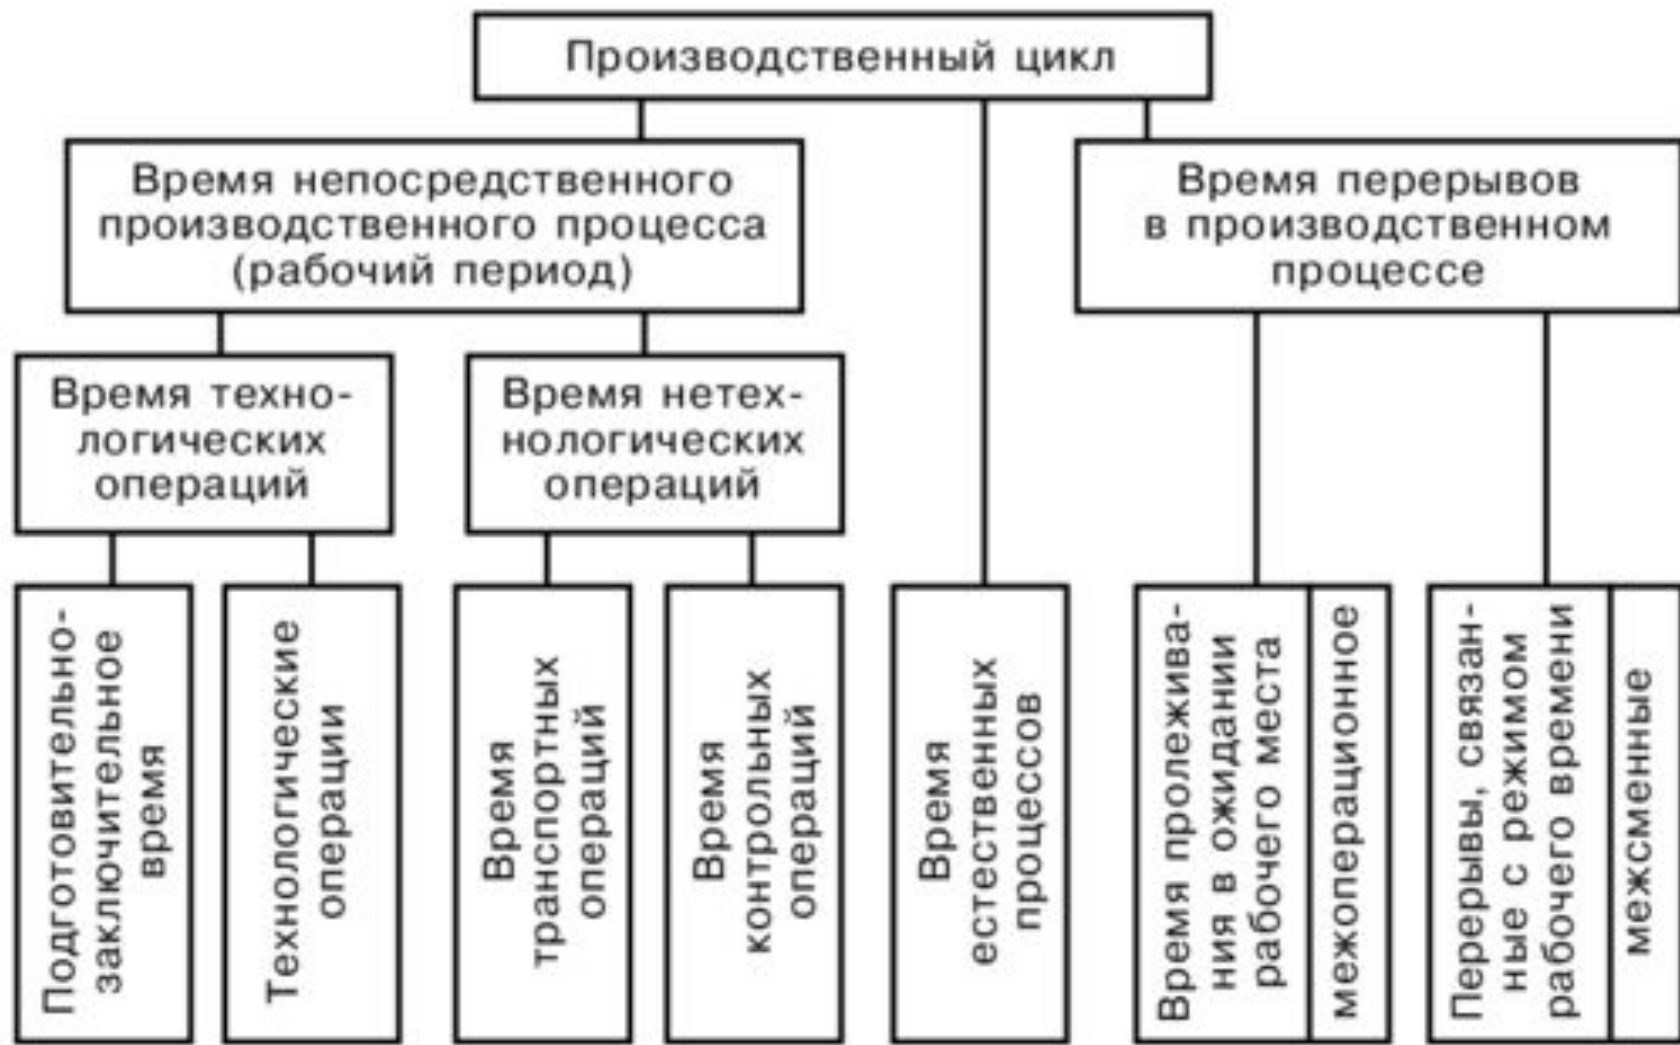 Производственный цикл
Время непосредственного
производственного процесса
(рабочий период)
Время перерывов
в производственном
процессе
Время техно-
логических
операций
Время нетех-
нологических
операций
Подготовительно-
заключительное
время
Технологические
операции
Время
транспортных
операций
Время
контрольных
операций
Время
естественных
процессов
Время пролежива-
ния в ожидании
рабочего места
межоперационное
Перерывы, связан-
ные с режимом
рабочего времени
межсменные